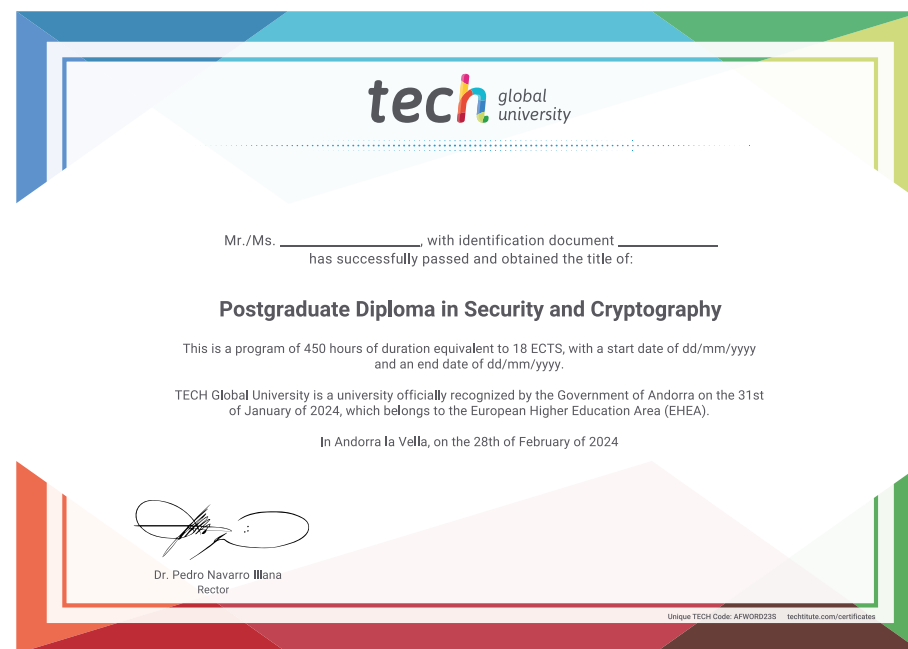 tech global university
Mr./Ms. ____________________, with identification document ______________
has successfully passed and obtained the title of:
Postgraduate Diploma in Security and Cryptography
This is a program of 450 hours of duration equivalent to 18 ECTS, with a start date of dd/mm/yyyy
and an end date of dd/mm/yyyy.
TECH Global University is a university officially recognized by the Government of Andorra on the 31st
of January of 2024, which belongs to the European Higher Education Area (EHEA).
In Andorra la Vella, on the 28th of February of 2024
Dr. Pedro Navarro Illana
Rector
Unique TECH Code: AFWORD23S techtitute.com/certificates